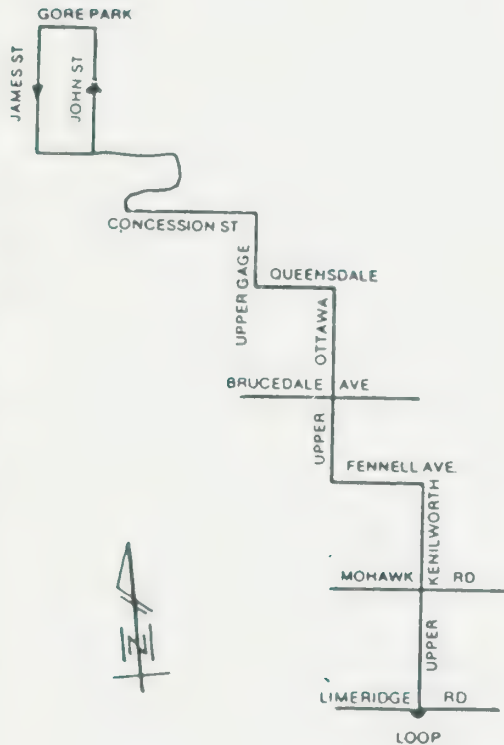 GORE PARK
JAMES ST
JOHN ST
CONCESSION ST
UPPER GAGE
QUEENSDALE
OTTAWA
BRUCEDALE AVE
UPPER
FENNELL AVE.
KENILWORTH
MOHAWK RD
UPPER
LIMERIDGE RD
LOOP
N